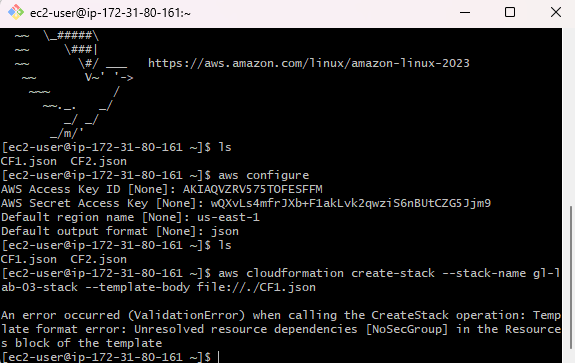 ec2-user@ip-172-31-80-161:~
~~ \_#####\
~~ \###|
~~ \#/ ___ https://aws.amazon.com/linux/amazon-linux-2023
~~ V~' '->
~~~ /
~~._. _/
_/ _/
_/m/'
[ec2-user@ip-172-31-80-161 ~]$ ls
CF1.json CF2.json
[ec2-user@ip-172-31-80-161 ~]$ aws configure
AWS Access Key ID [None]: AKIAQVZRV575TOFESFFM
AWS Secret Access Key [None]: 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
Default region name [None]: us-east-1
Default output format [None]: json
[ec2-user@ip-172-31-80-161 ~]$ ls
CF1.json CF2.json
[ec2-user@ip-172-31-80-161 ~]$ aws cloudformation create-stack --stack-name gl-l
ab-03-stack --template-body file://./CF1.json

An error occurred (ValidationError) when calling the CreateStack operation: Temp
late format error: Unresolved resource dependencies [NoSecGroup] in the Resource
s block of the template
[ec2-user@ip-172-31-80-161 ~]$